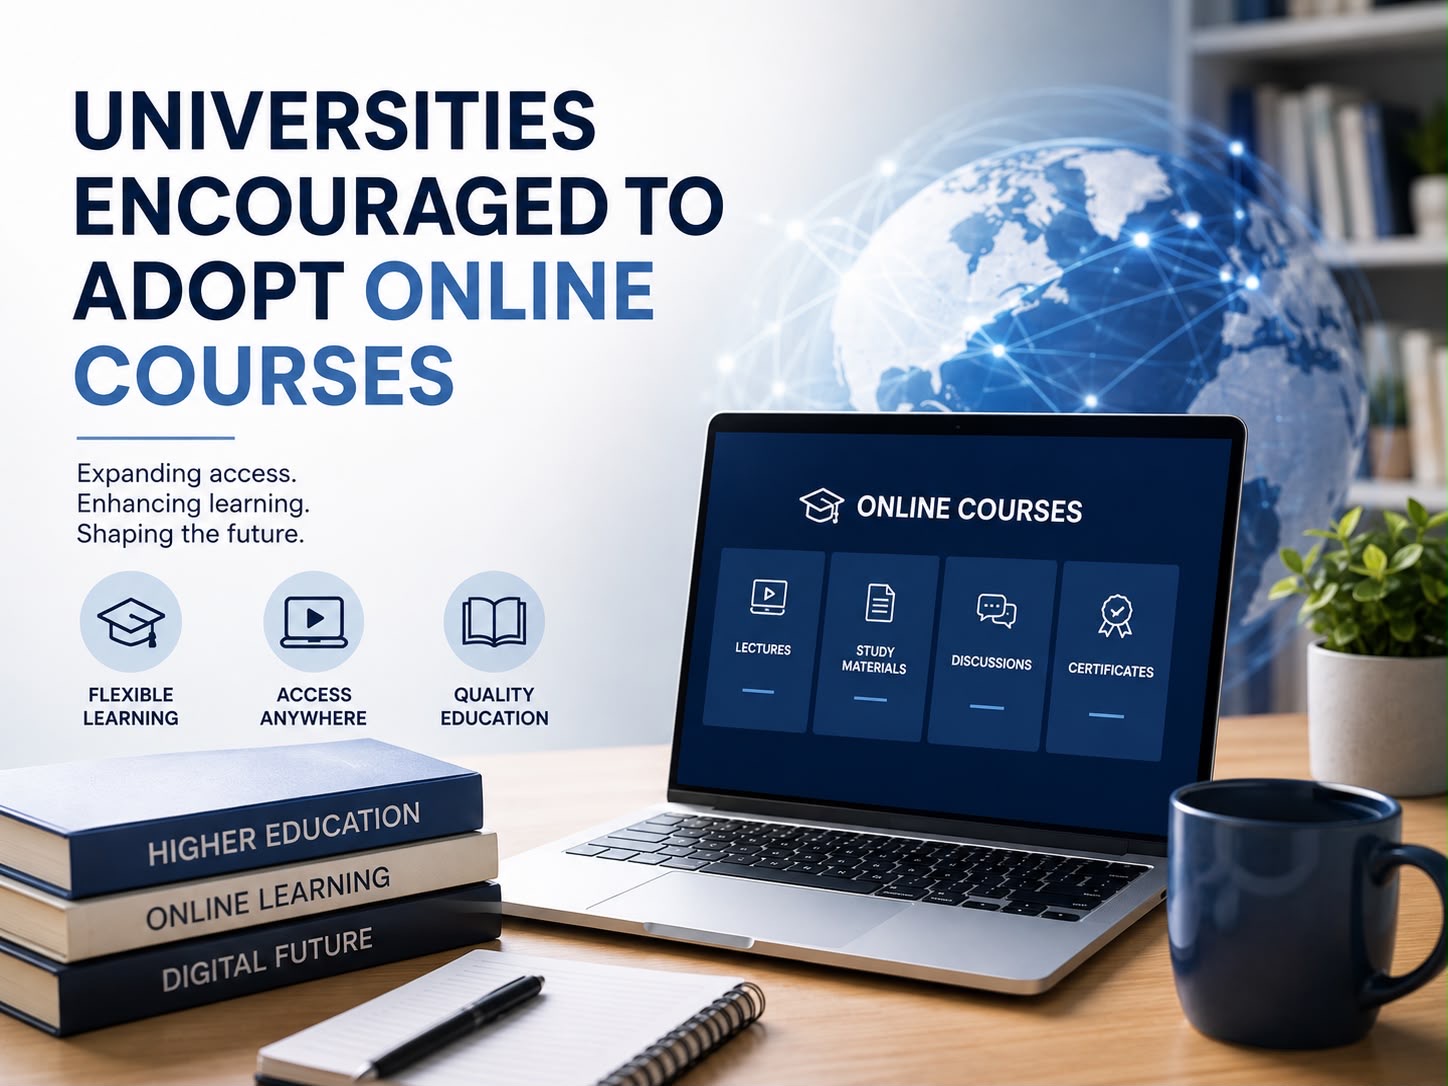 UNIVERSITIES
ENCOURAGED TO
ADOPT ONLINE
COURSES
Expanding access.
Enhancing learning.
Shaping the future.
FLEXIBLE
LEARNING
ACCESS
ANYWHERE
QUALITY
EDUCATION
ONLINE COURSES
LECTURES
STUDY
MATERIALS
DISCUSSIONS
CERTIFICATES
HIGHER EDUCATION
ONLINE LEARNING
DIGITAL FUTURE